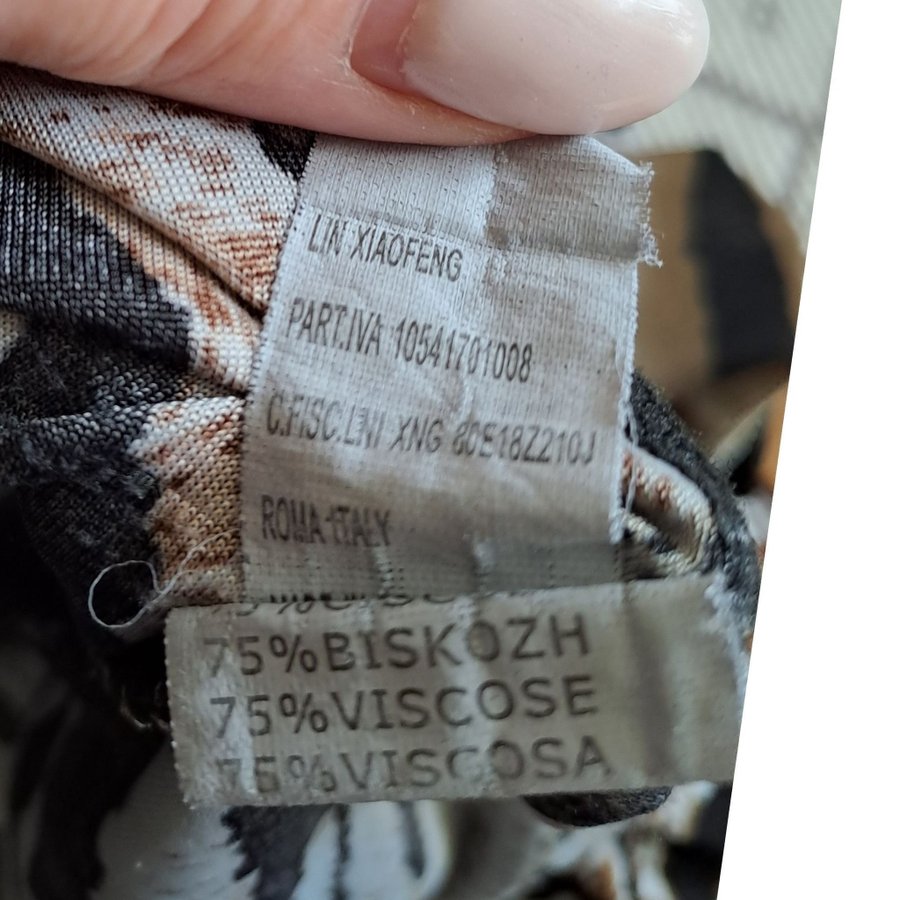 LIN XIAOFENG
PART.IVA 10541701008
C.FISC.LNI XNG 80E18Z210J
ROMA ITALY
75%BISKOZH
75%VISCOSE
75%VISCOSA